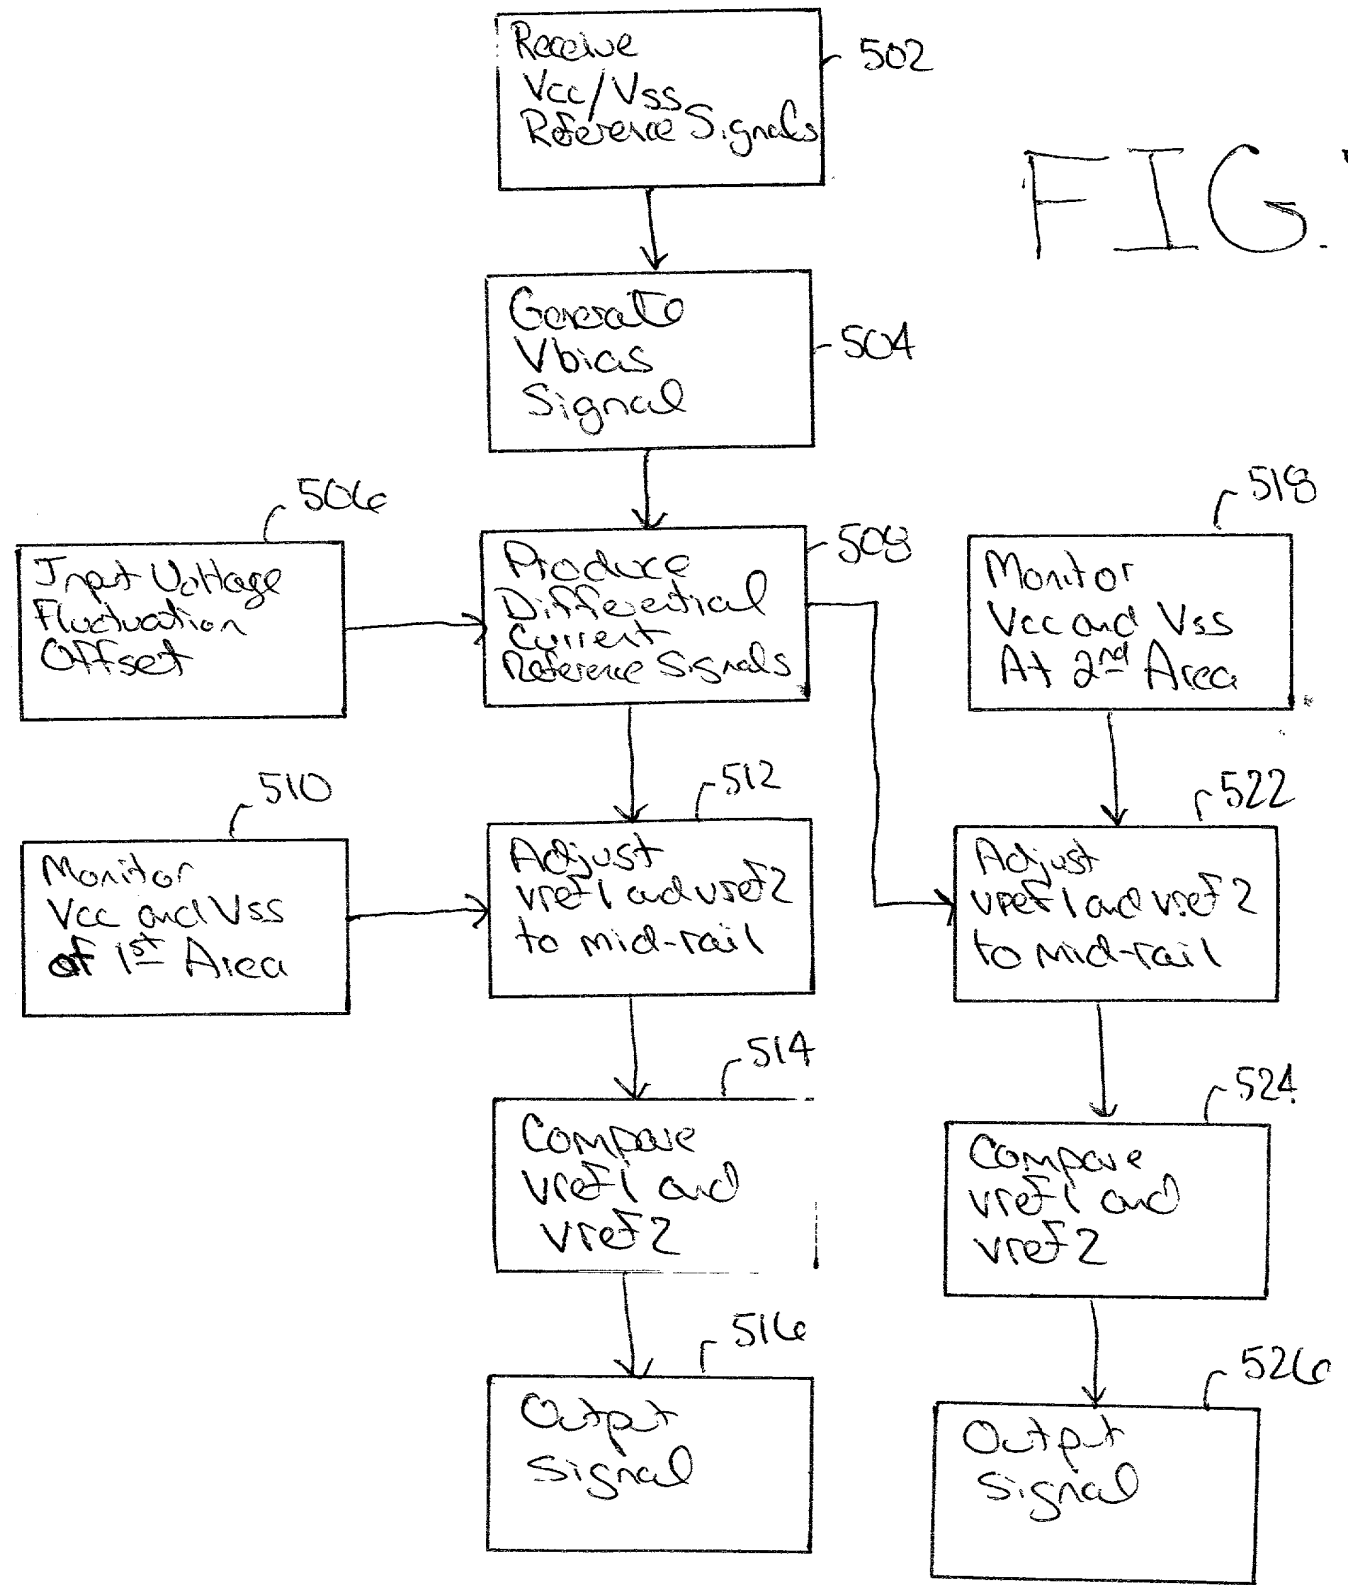 Receive
Vcc/Vss
Reference Signals
502
FIG.
Generate
Vbias
Signal
504
506
Input Voltage
Fluctuation
Offset
Produce
Differential
Current
Reference Signals
508
518
Monitor
Vcc and Vss
At 2nd Area
510
Monitor
Vcc and Vss
of 1st Area
512
Adjust
vref1 and vref2
to mid-rail
522
Adjust
vref1 and vref2
to mid-rail
514
Compare
vref1 and
vref2
524
Compare
vref1 and
vref2
516
Output
Signal
526
Output
Signal